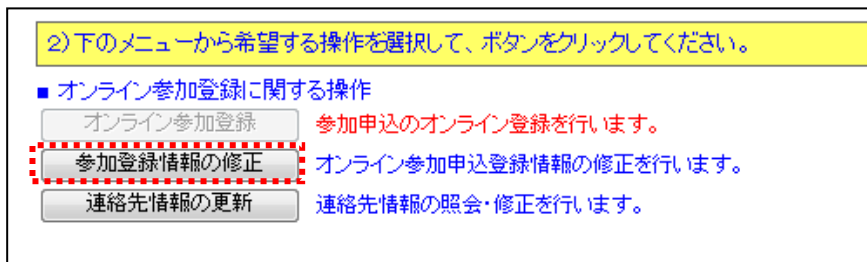 2)下のメニューから希望する操作を選択して、ボタンをクリックしてください。
■ オンライン参加登録に関する操作
オンライン参加登録 参加申込のオンライン登録を行います。
参加登録情報の修正 オンライン参加申込登録情報の修正を行います。
連絡先情報の更新 連絡先情報の照会・修正を行います。